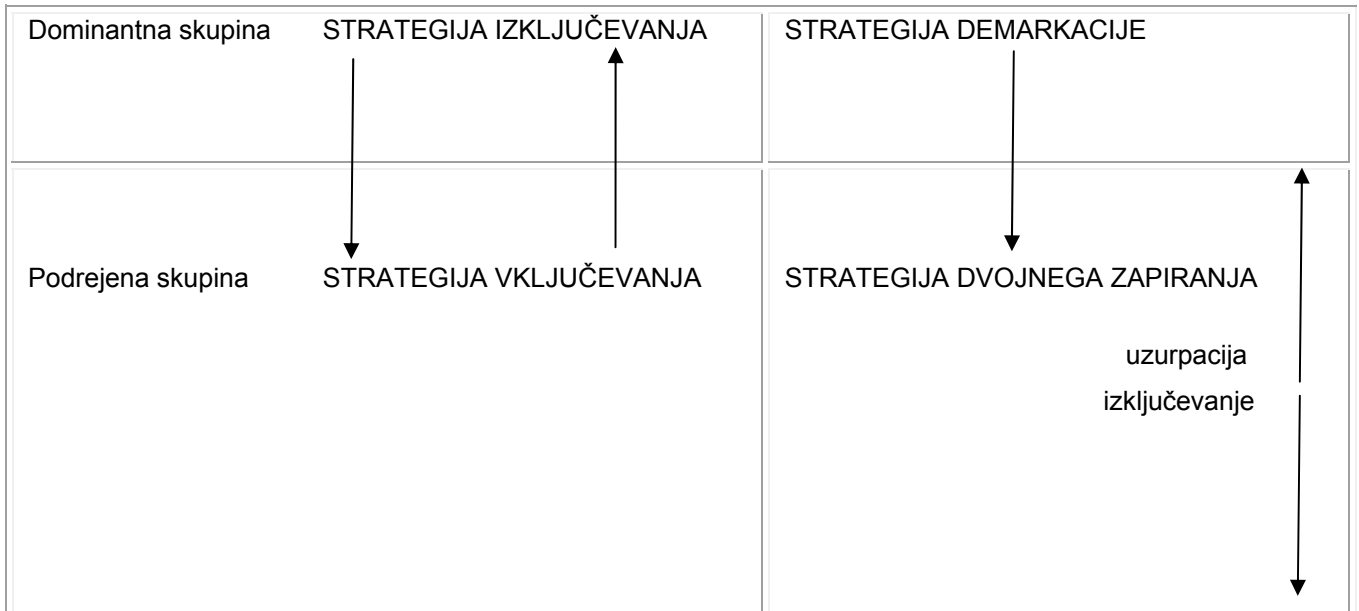 Dominantna skupina STRATEGIJA IZKLJUČEVANJA STRATEGIJA DEMARKACIJE
Podrejena skupina STRATEGIJA VKLJUČEVANJA STRATEGIJA DVOJNEGA ZAPIRANJA
uzurpacija
izključevanje